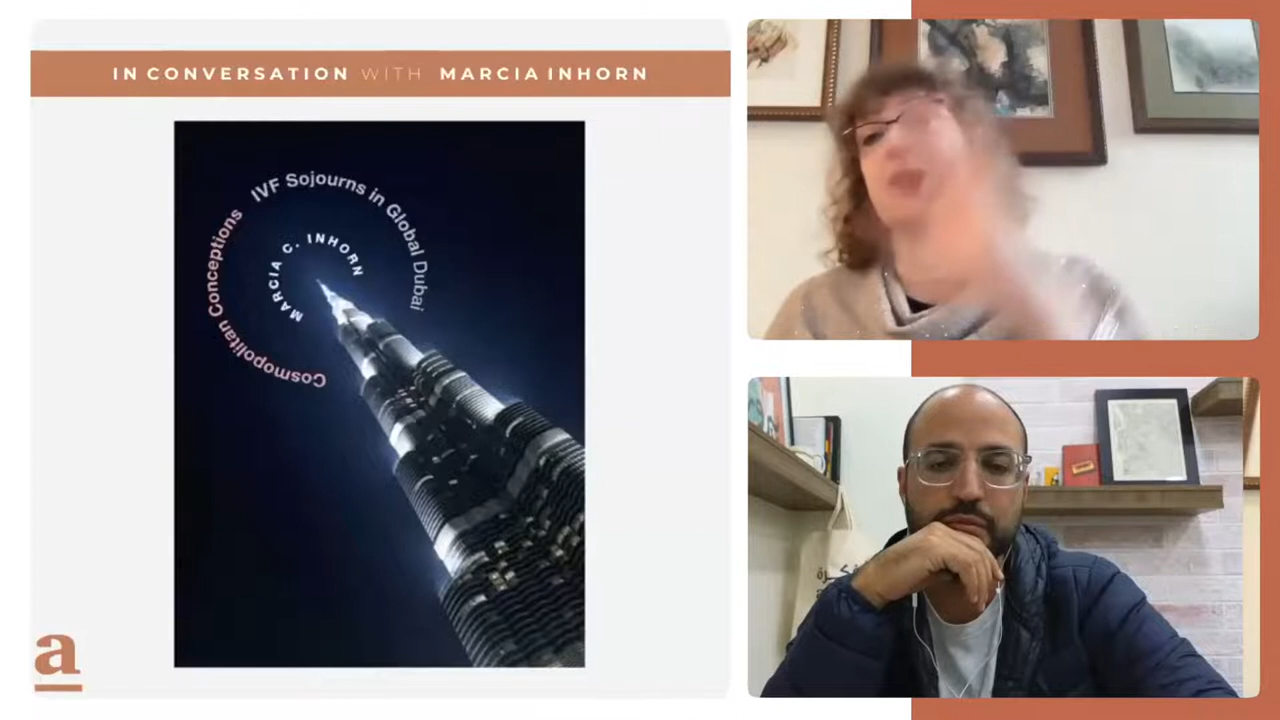 IN CONVERSATION WITH MARCIA INHORN
Cosmopolitan Conceptions
IVF Sojourns in Global Dubai
MARCIA C. INHORN
a